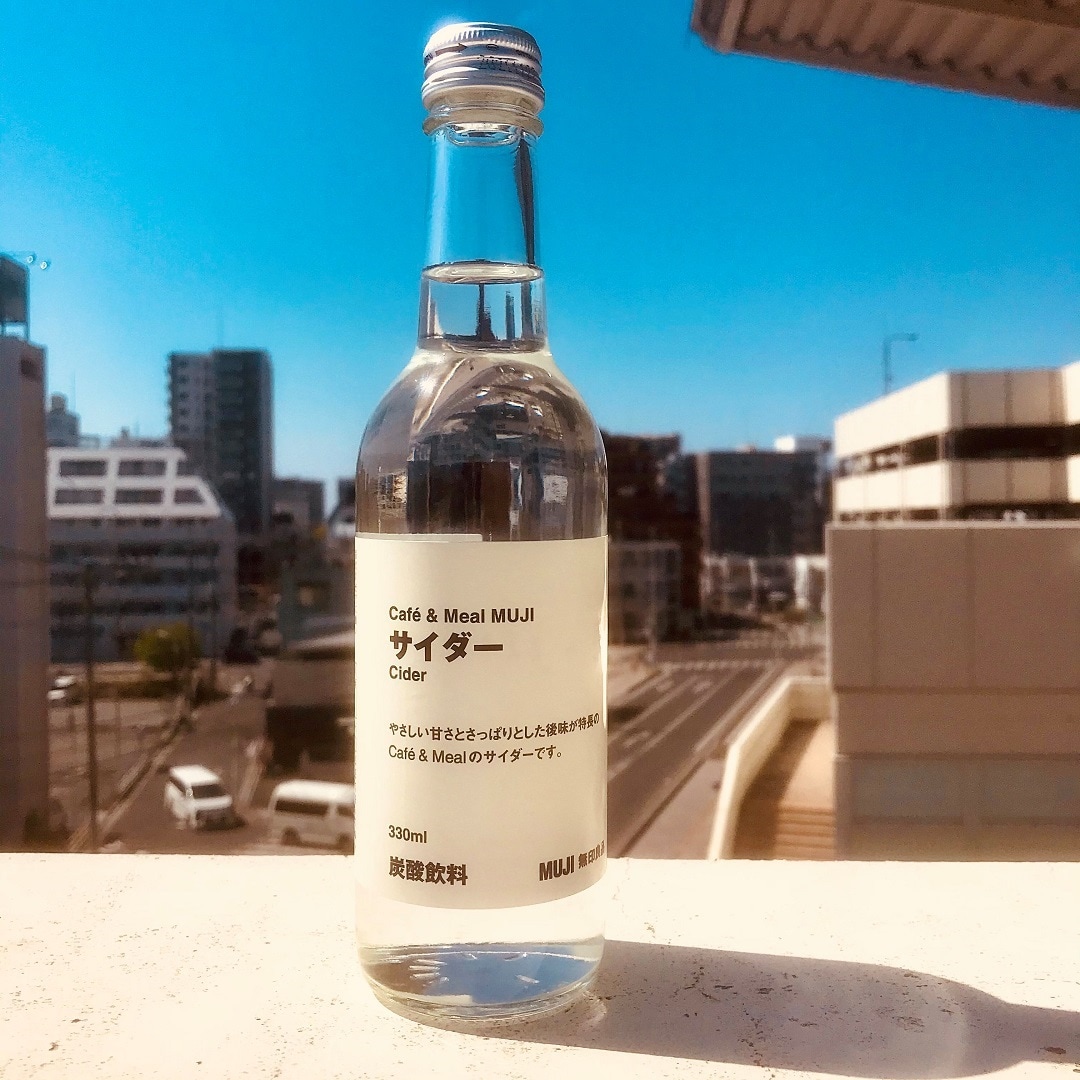 Café & Meal MUJI
サイダー
Cider
やさしい甘さとさっぱりとした後味が特長の
Café & Mealのサイダーです。
330ml
炭酸飲料
MUJI 無印良品